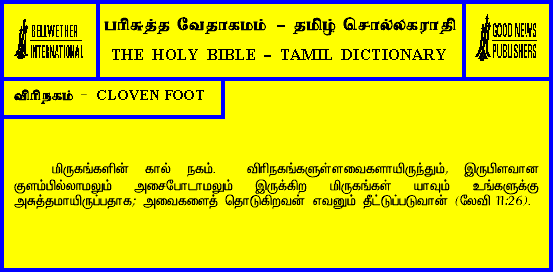 BELLWETHER
INTERNATIONAL
பரிசுத்த வேதாகமம் - தமிழ் சொல்லகராதி
THE HOLY BIBLE - TAMIL DICTIONARY
GOOD NEWS
PUBLISHERS
விரிநகம் - CLOVEN FOOT
மிருகங்களின் கால் நகம். விரிநகங்களுள்ளவைகளாயிருந்தும், இருபிளவான
குளம்பில்லாமலும் அசைபோடாமலும் இருக்கிற மிருகங்கள் யாவும் உங்களுக்கு
அசுத்தமாயிருப்பதாக; அவைகளைத் தொடுகிறவன் எவனும் தீட்டுப்படுவான் (லேவி 11:26).